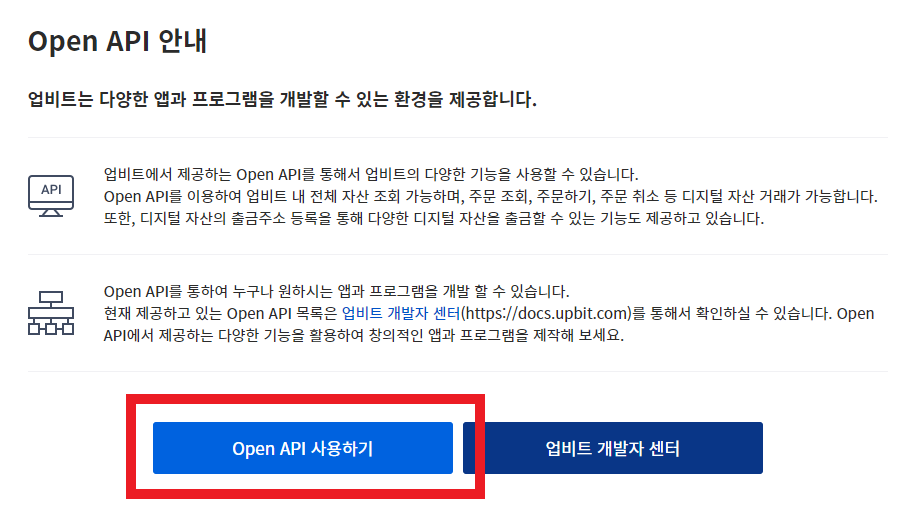 Open API 안내
업비트는 다양한 앱과 프로그램을 개발할 수 있는 환경을 제공합니다.
API
업비트에서 제공하는 Open API를 통해서 업비트의 다양한 기능을 사용할 수 있습니다.
Open API를 이용하여 업비트 내 전체 자산 조회 가능하며, 주문 조회, 주문하기, 주문 취소 등 디지털 자산 거래가 가능합니다.
또한, 디지털 자산의 출금주소 등록을 통해 다양한 디지털 자산을 출금할 수 있는 기능도 제공하고 있습니다.
Open API를 통하여 누구나 원하시는 앱과 프로그램을 개발 할 수 있습니다.
현재 제공하고 있는 Open API 목록은 업비트 개발자 센터(https://docs.upbit.com)를 통해서 확인하실 수 있습니다. Open
API에서 제공하는 다양한 기능을 활용하여 창의적인 앱과 프로그램을 제작해 보세요.
Open API 사용하기
업비트 개발자 센터